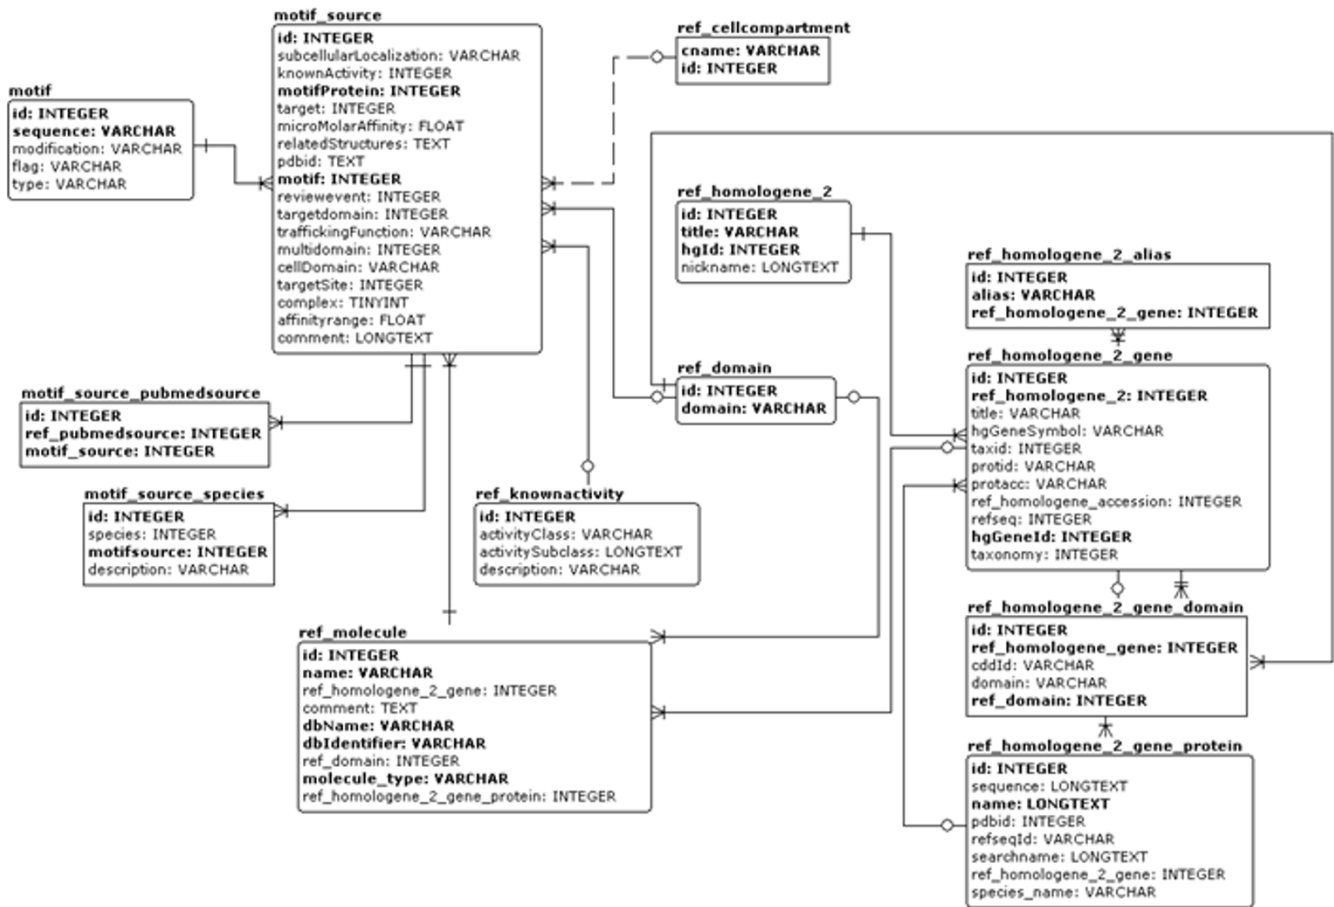 motif_source
id: INTEGER
subcellularLocalization: VARCHAR
knownActivity: INTEGER
motifProtein: INTEGER
target: INTEGER
microMolarAffinity: FLOAT
relatedStructures: TEXT
pdbid: TEXT
motif: INTEGER
reviewevent: INTEGER
targetdomain: INTEGER
traffickingFunction: VARCHAR
multidomain: INTEGER
cellDomain: VARCHAR
targetSite: INTEGER
complex: TINYINT
affinityrange: FLOAT
comment: LONGTEXT
ref_cellcompartment
cname: VARCHAR
id: INTEGER
motif
id: INTEGER
sequence: VARCHAR
modification: VARCHAR
flag: VARCHAR
type: VARCHAR
ref_homologene_2
id: INTEGER
title: VARCHAR
hgId: INTEGER
nickname: LONGTEXT
ref_homologene_2_alias
id: INTEGER
alias: VARCHAR
ref_homologene_2_gene: INTEGER
ref_domain
id: INTEGER
domain: VARCHAR
ref_homologene_2_gene
id: INTEGER
ref_homologene_2: INTEGER
title: VARCHAR
hgGeneSymbol: VARCHAR
taxid: INTEGER
protid: VARCHAR
protacc: VARCHAR
ref_homologene_accession: INTEGER
refseq: INTEGER
hgGeneId: INTEGER
taxonomy: INTEGER
motif_source_pubmedsource
id: INTEGER
ref_pubmedsource: INTEGER
motif_source: INTEGER
motif_source_species
id: INTEGER
species: INTEGER
motifsource: INTEGER
description: VARCHAR
ref_knownactivity
id: INTEGER
activityClass: VARCHAR
activitySubclass: LONGTEXT
description: VARCHAR
ref_molecule
id: INTEGER
name: VARCHAR
ref_homologene_2_gene: INTEGER
comment: TEXT
dbName: VARCHAR
dbIdentifier: VARCHAR
ref_domain: INTEGER
molecule_type: VARCHAR
ref_homologene_2_gene_protein: INTEGER
ref_homologene_2_gene_domain
id: INTEGER
ref_homologene_gene: INTEGER
cddId: VARCHAR
domain: VARCHAR
ref_domain: INTEGER
ref_homologene_2_gene_protein
id: INTEGER
sequence: LONGTEXT
name: LONGTEXT
pdbid: INTEGER
refseqId: VARCHAR
searchname: LONGTEXT
ref_homologene_2_gene: INTEGER
species_name: VARCHAR